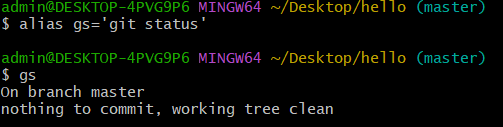 admin@DESKTOP-4PVG9P6 MINGW64 ~/Desktop/hello (master)
$ alias gs='git status'
admin@DESKTOP-4PVG9P6 MINGW64 ~/Desktop/hello (master)
$ gs
On branch master
nothing to commit, working tree clean